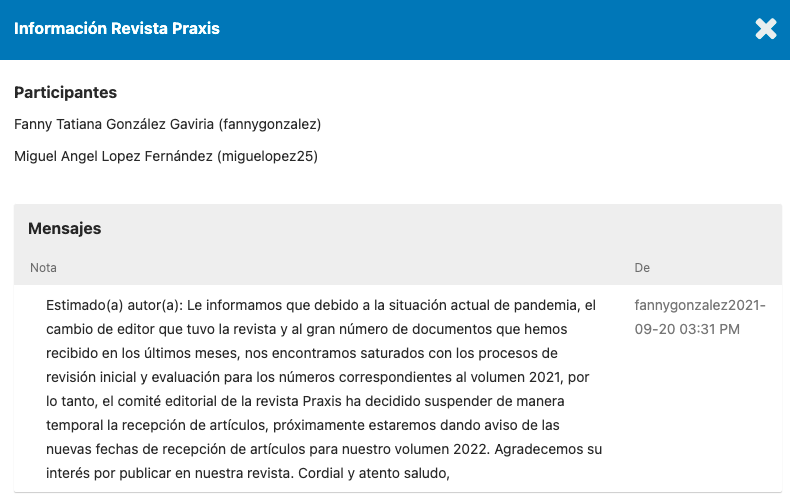 Información Revista Praxis
Participantes
Fanny Tatiana González Gaviria (fannygonzalez)
Miguel Angel Lopez Fernández (miguelopez25)
Mensajes
Nota
De
Estimado(a) autor(a): Le informamos que debido a la situación actual de pandemia, el
cambio de editor que tuvo la revista y al gran número de documentos que hemos
recibido en los últimos meses, nos encontramos saturados con los procesos de
revisión inicial y evaluación para los números correspondientes al volumen 2021, por
lo tanto, el comité editorial de la revista Praxis ha decidido suspender de manera
temporal la recepción de artículos, próximamente estaremos dando aviso de las
nuevas fechas de recepción de artículos para nuestro volumen 2022. Agradecemos su
interés por publicar en nuestra revista. Cordial y atento saludo,
fannygonzalez2021-
09-20 03:31 PM